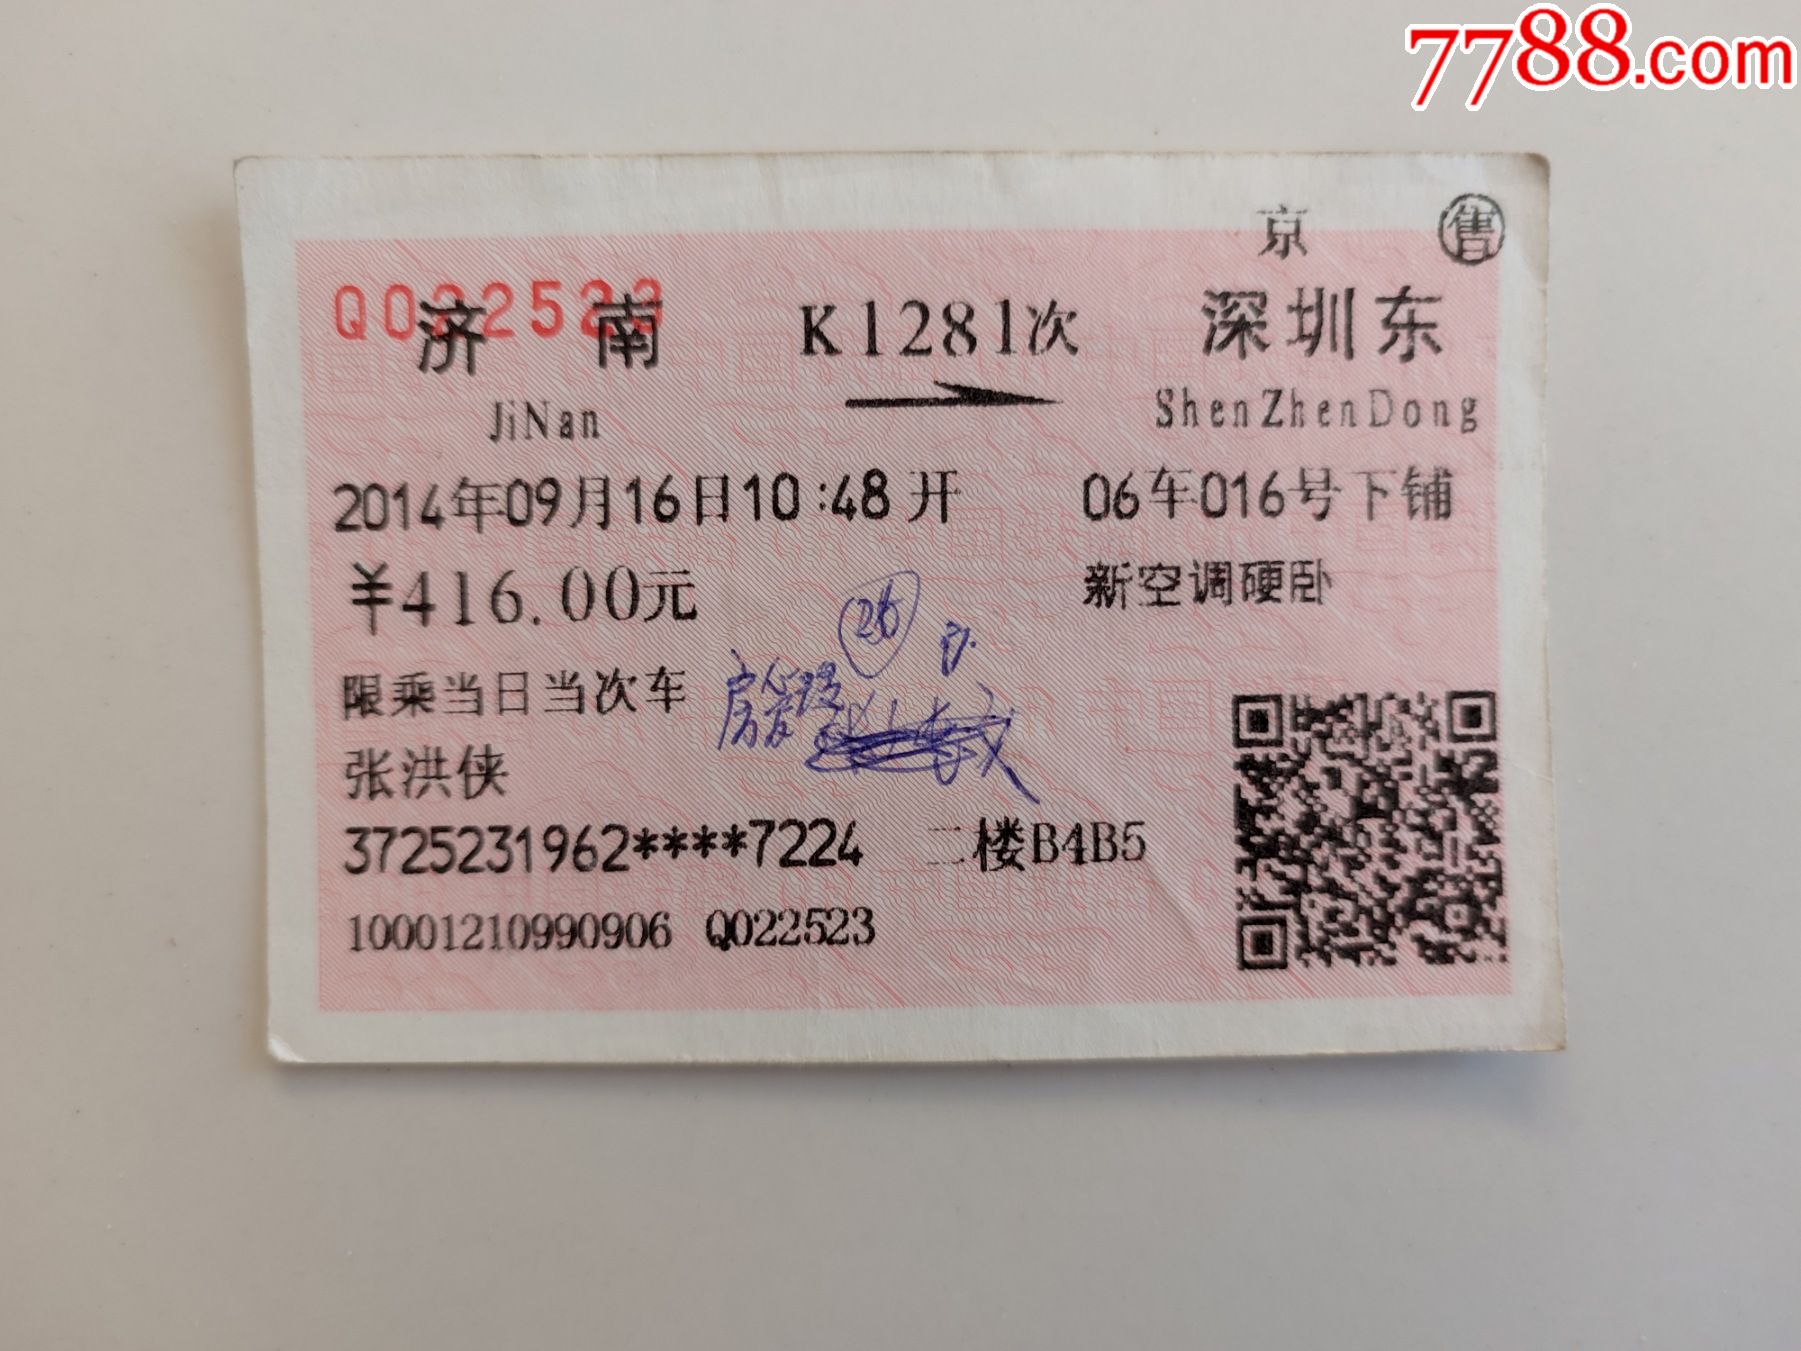 7788.com
京 售
Q022523
济南 K1281次 深圳东
JiNan ShenZhenDong
2014年09月16日10:48开 06车016号下铺
￥416.00元 新空调硬卧
限乘当日当次车
张洪侠
3725231962****7224 二楼B4B5
10001210990906 Q022523